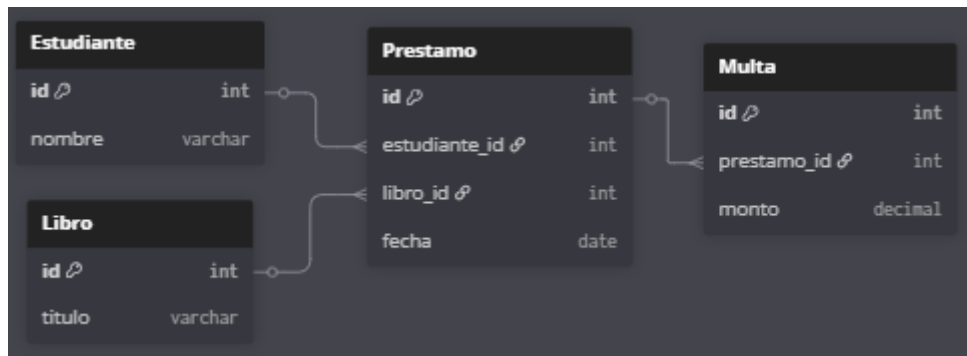 Estudiante
id int
nombre varchar
Libro
id int
titulo varchar
Prestamo
id int
estudiante_id int
libro_id int
fecha date
Multa
id int
prestamo_id int
monto decimal